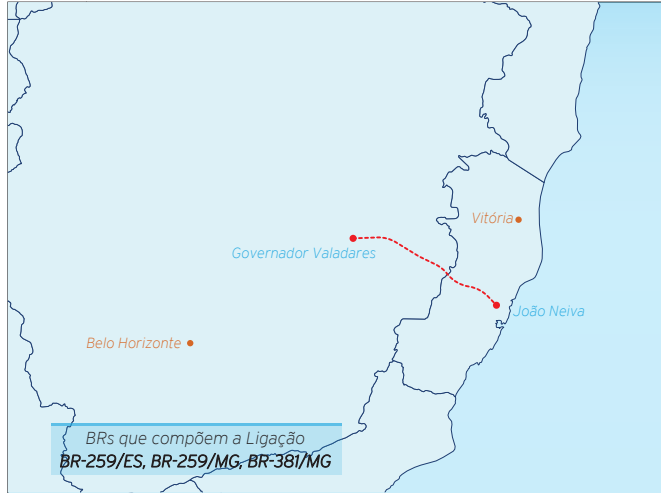 Vitória
Governador Valadares
João Neiva
Belo Horizonte
BRs que compõem a Ligação
BR-259/ES, BR-259/MG, BR-381/MG